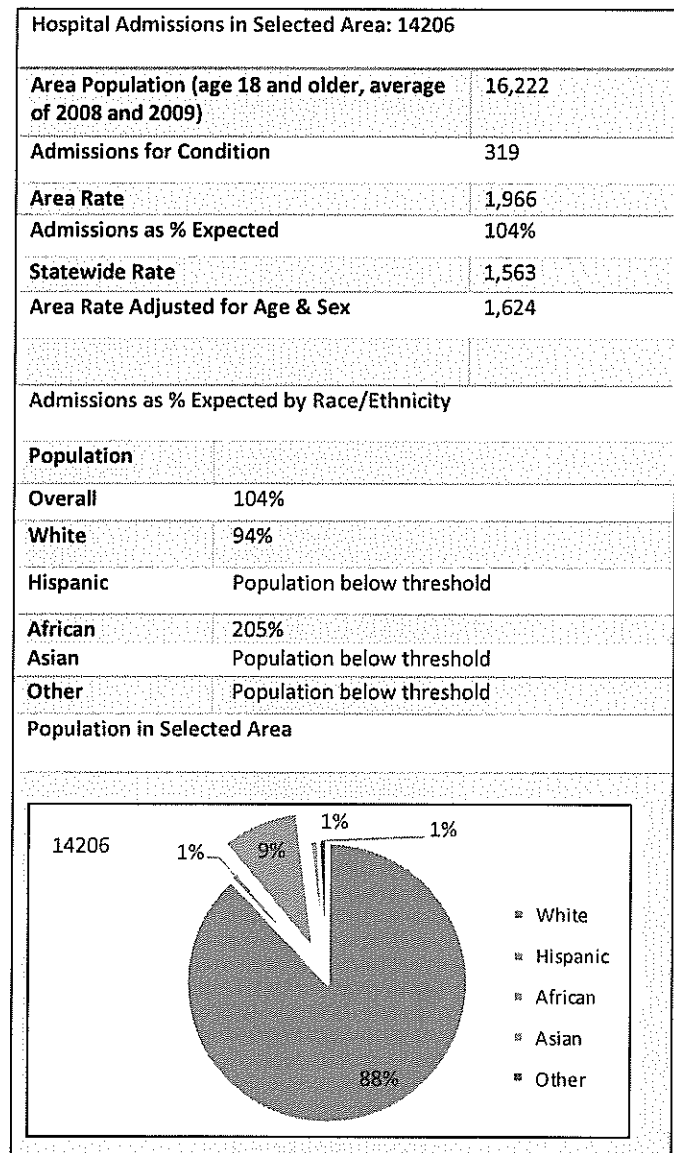 Hospital Admissions in Selected Area: 14206
Area Population (age 18 and older, average of 2008 and 2009) 16,222
Admissions for Condition 319
Area Rate 1,966
Admissions as % Expected 104%
Statewide Rate 1,563
Area Rate Adjusted for Age & Sex 1,624
Admissions as % Expected by Race/Ethnicity
Population
Overall 104%
White 94%
Hispanic Population below threshold
African 205%
Asian Population below threshold
Other Population below threshold
Population in Selected Area
14206
1%
9%
1%
1%
88%
White
Hispanic
African
Asian
Other